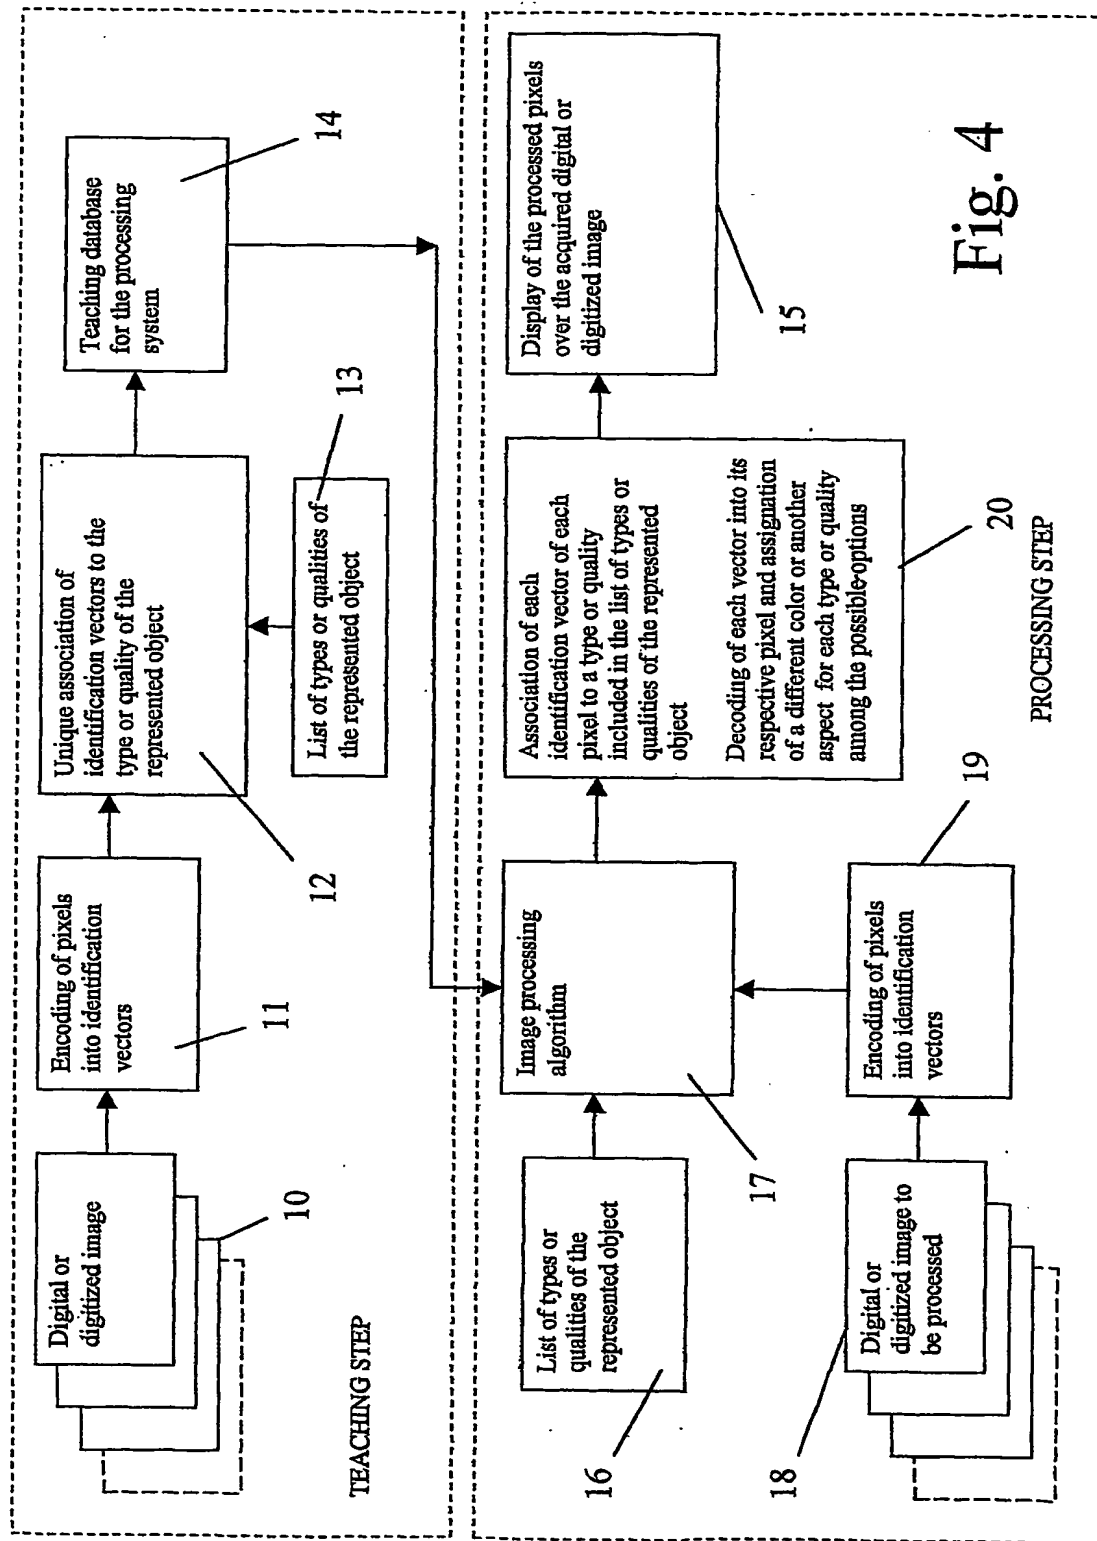 Digital or
digitized image
10
Encoding of pixels
into identification
vectors
11
Unique association of
identification vectors to the
type or quality of the
represented object
12
List of types or qualities of
the represented object
13
Teaching database
for the processing
system
14
TEACHING STEP
List of types or
qualities of the
represented object
16
Image processing
algorithm
17
Digital or
digitized image to
be processed
18
Encoding of pixels
into identification
vectors
19
Association of each
identification vector of each
pixel to a type or quality
included in the list of types or
qualities of the represented
object
Decoding of each vector into its
respective pixel and assignation
of a different color or another
aspect for each type or quality
among the possible options
20
Display of the processed pixels
over the acquired digital or
digitized image
15
PROCESSING STEP
Fig. 4